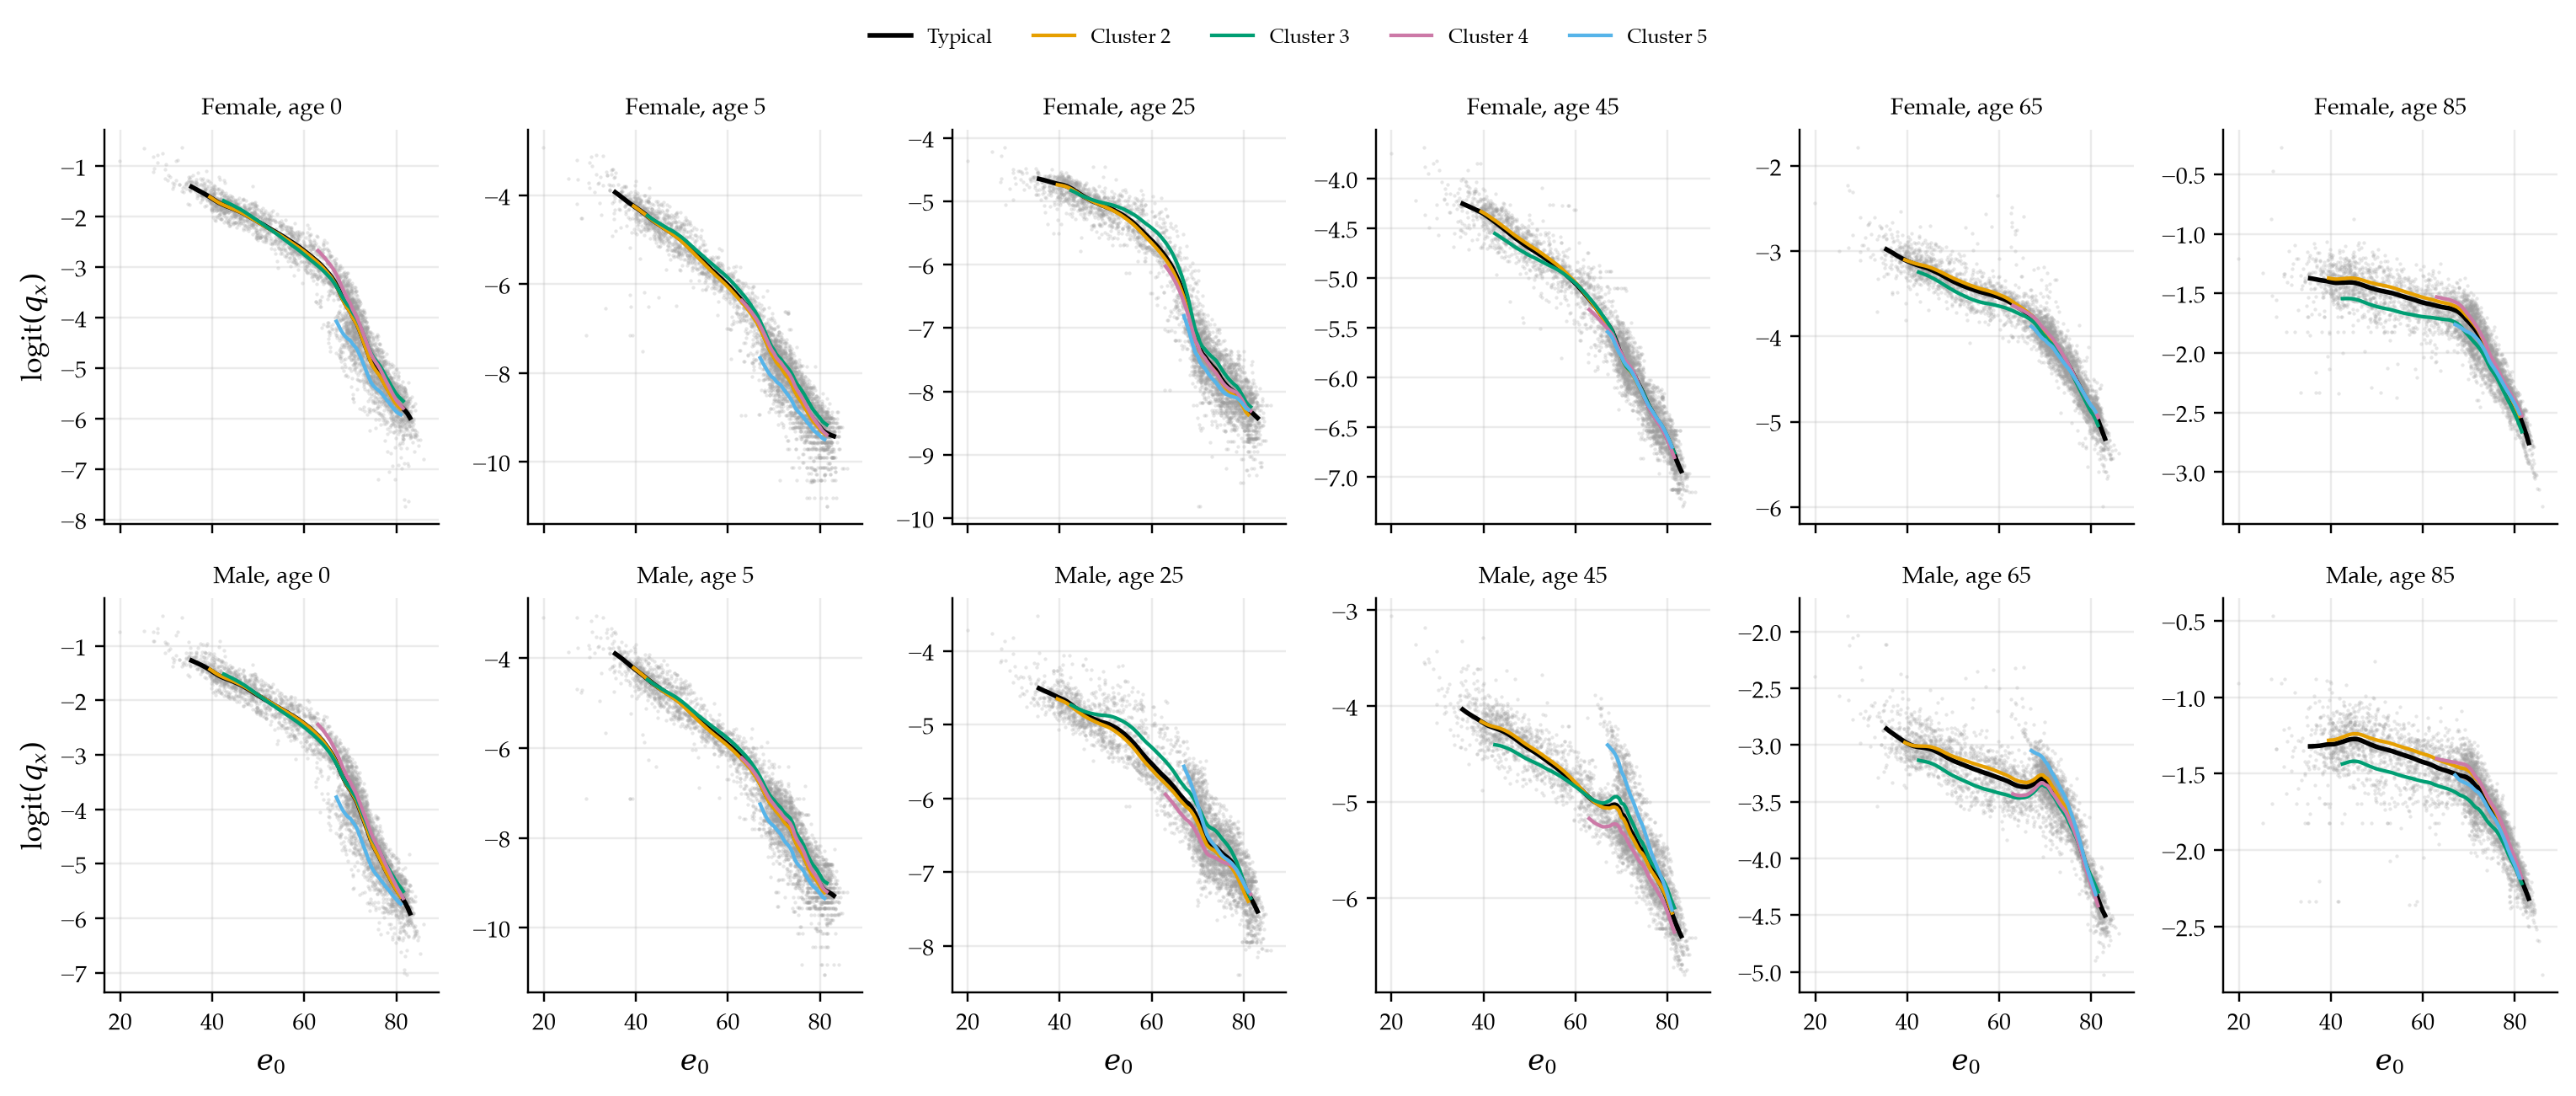 Typical Cluster 2 Cluster 3 Cluster 4 Cluster 5
Female, age 0 Female, age 5 Female, age 25 Female, age 45 Female, age 65 Female, age 85
logit(qₓ)
−1 −2 −3 −4 −5 −6 −7 −8
−4 −6 −8 −10
−4 −5 −6 −7 −8 −9 −10
−4.0 −4.5 −5.0 −5.5 −6.0 −6.5 −7.0
−2 −3 −4 −5 −6
−0.5 −1.0 −1.5 −2.0 −2.5 −3.0
Male, age 0 Male, age 5 Male, age 25 Male, age 45 Male, age 65 Male, age 85
logit(qₓ)
−1 −2 −3 −4 −5 −6 −7
−4 −6 −8 −10
−4 −5 −6 −7 −8
−3 −4 −5 −6
−2.0 −2.5 −3.0 −3.5 −4.0 −4.5 −5.0
−0.5 −1.0 −1.5 −2.0 −2.5
20 40 60 80 20 40 60 80 20 40 60 80 20 40 60 80 20 40 60 80 20 40 60 80
e₀ e₀ e₀ e₀ e₀ e₀